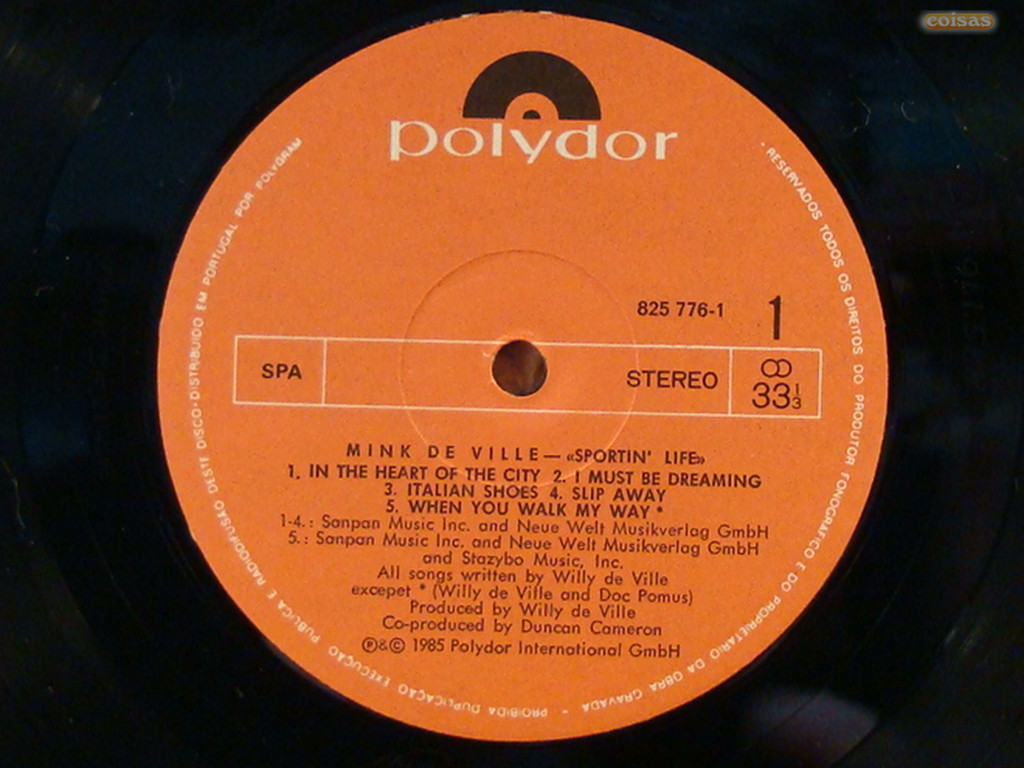 coisas
polydor
825 776-1 1
SPA
STEREO
33 1/3
MINK DE VILLE — «SPORTIN' LIFE»
1. IN THE HEART OF THE CITY 2. I MUST BE DREAMING
3. ITALIAN SHOES 4. SLIP AWAY
5. WHEN YOU WALK MY WAY *
1-4.: Sanpan Music Inc. and Neue Welt Musikverlag GmbH
5.: Sanpan Music Inc. and Neue Welt Musikverlag GmbH
and Stazybo Music, Inc.
All songs written by Willy de Ville
excepet * (Willy de Ville and Doc Pomus)
Produced by Willy de Ville
Co-produced by Duncan Cameron
℗&© 1985 Polydor International GmbH
· RESERVADOS TODOS OS DIREITOS DO PRODUTOR FONOGRÁFICO E DO PROPRIETÁRIO DA OBRA GRAVADA - PROIBIDA DUPLICAÇÃO EXECUÇÃO PUBLICA E RADIODIFUSÃO DESTE DISCO·DISTRIBUIDO EM PORTUGAL POR POLYGRAM